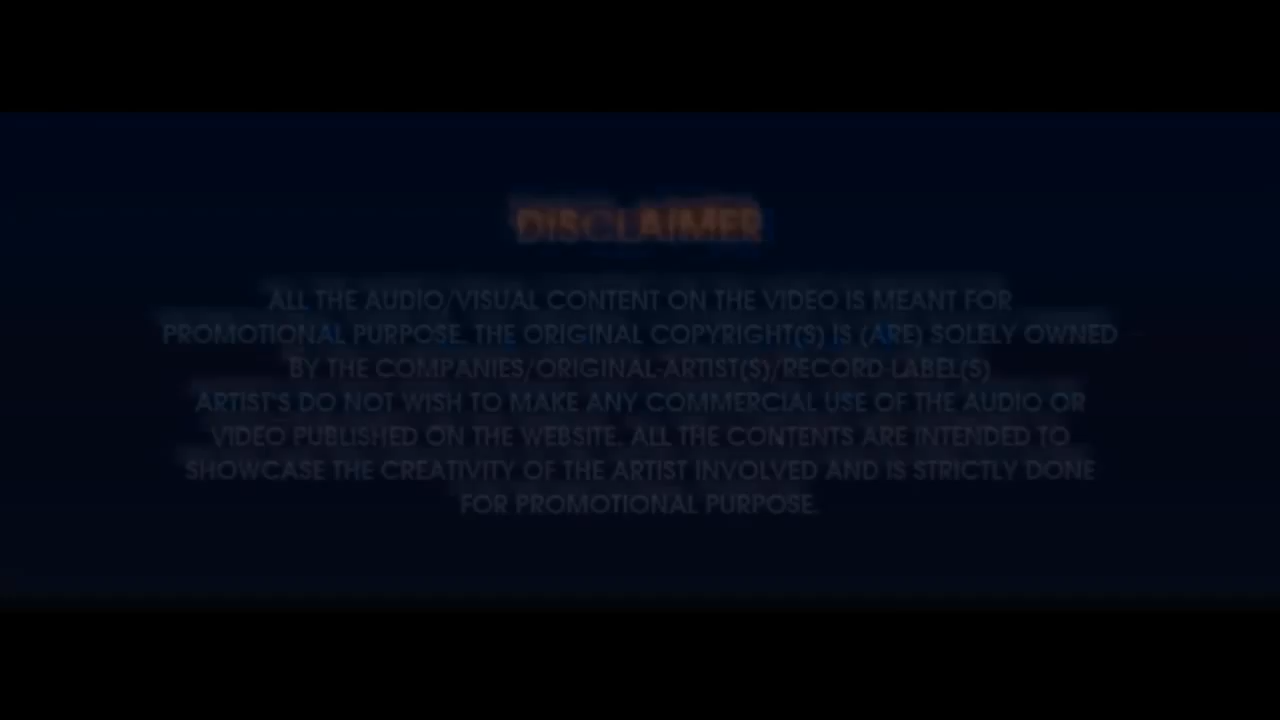 DISCLAIMER
ALL THE AUDIO/VISUAL CONTENT ON THE VIDEO IS MEANT FOR
PROMOTIONAL PURPOSE. THE ORIGINAL COPYRIGHT(S) IS (ARE) SOLELY OWNED
BY THE COMPANIES/ORIGINAL-ARTIST(S)/RECORD LABEL(S)
ARTIST'S DO NOT WISH TO MAKE ANY COMMERCIAL USE OF THE AUDIO OR
VIDEO PUBLISHED ON THE WEBSITE. ALL THE CONTENTS ARE INTENDED TO
SHOWCASE THE CREATIVITY OF THE ARTIST INVOLVED AND IS STRICTLY DONE
FOR PROMOTIONAL PURPOSE.